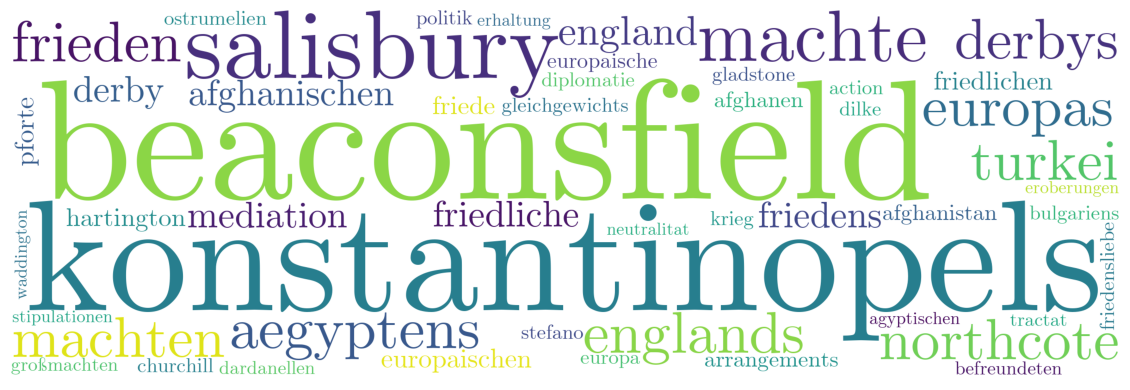 ostrumelien politik erhaltung
frieden salisbury england machte derbys
europaische
diplomatie gladstone friedlichen
derby afghanischen friede gleichgewichts afghanen action dilke europas
pforte beaconsfield turkei
eroberungen
hartington mediation friedliche neutralitat krieg friedens afghanistan bulgariens
waddington konstantinopels friedensliebe
stipulationen
machten aegyptens stefano englands agyptischen tractat northcote
großmachten churchill dardanellen europaischen europa arrangements befreundeten